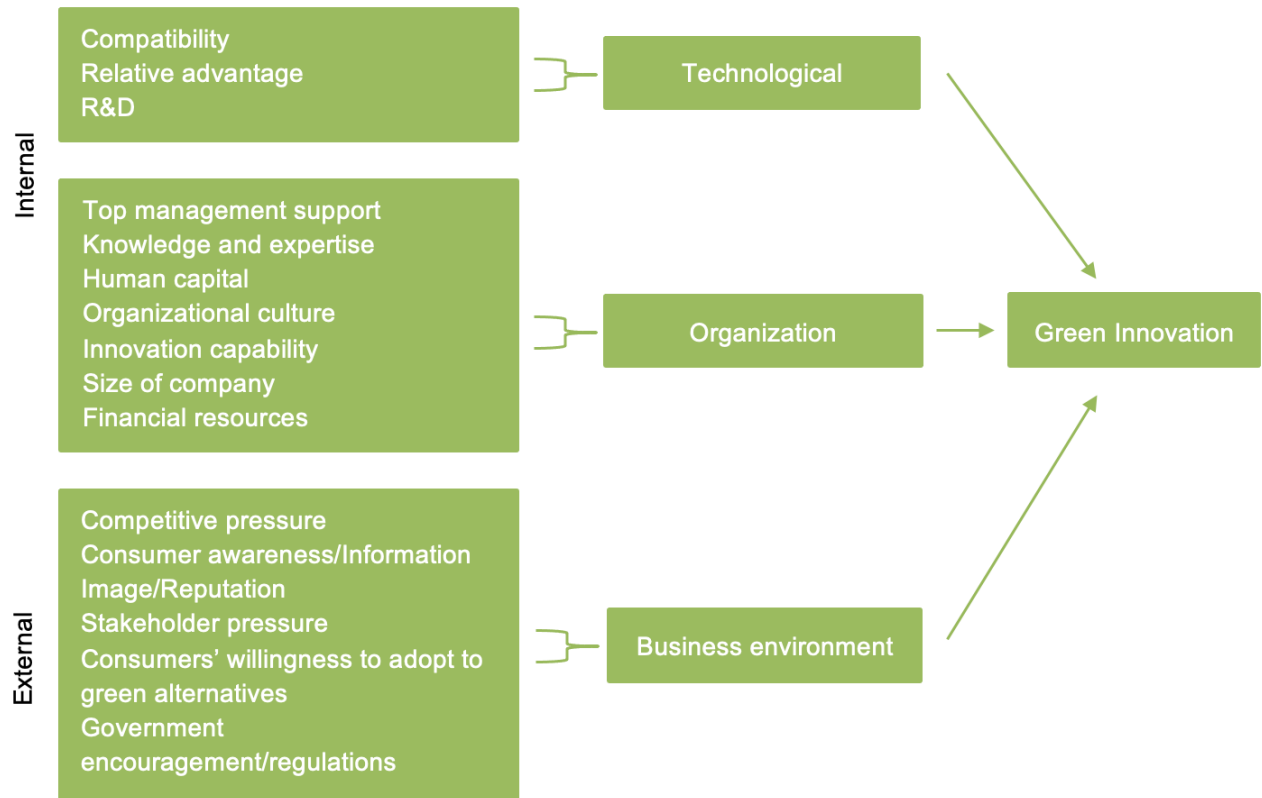 Internal
Compatibility
Relative advantage
R&D
Technological
Top management support
Knowledge and expertise
Human capital
Organizational culture
Innovation capability
Size of company
Financial resources
Organization
Green Innovation
External
Competitive pressure
Consumer awareness/Information
Image/Reputation
Stakeholder pressure
Consumers’ willingness to adopt to
green alternatives
Government
encouragement/regulations
Business environment